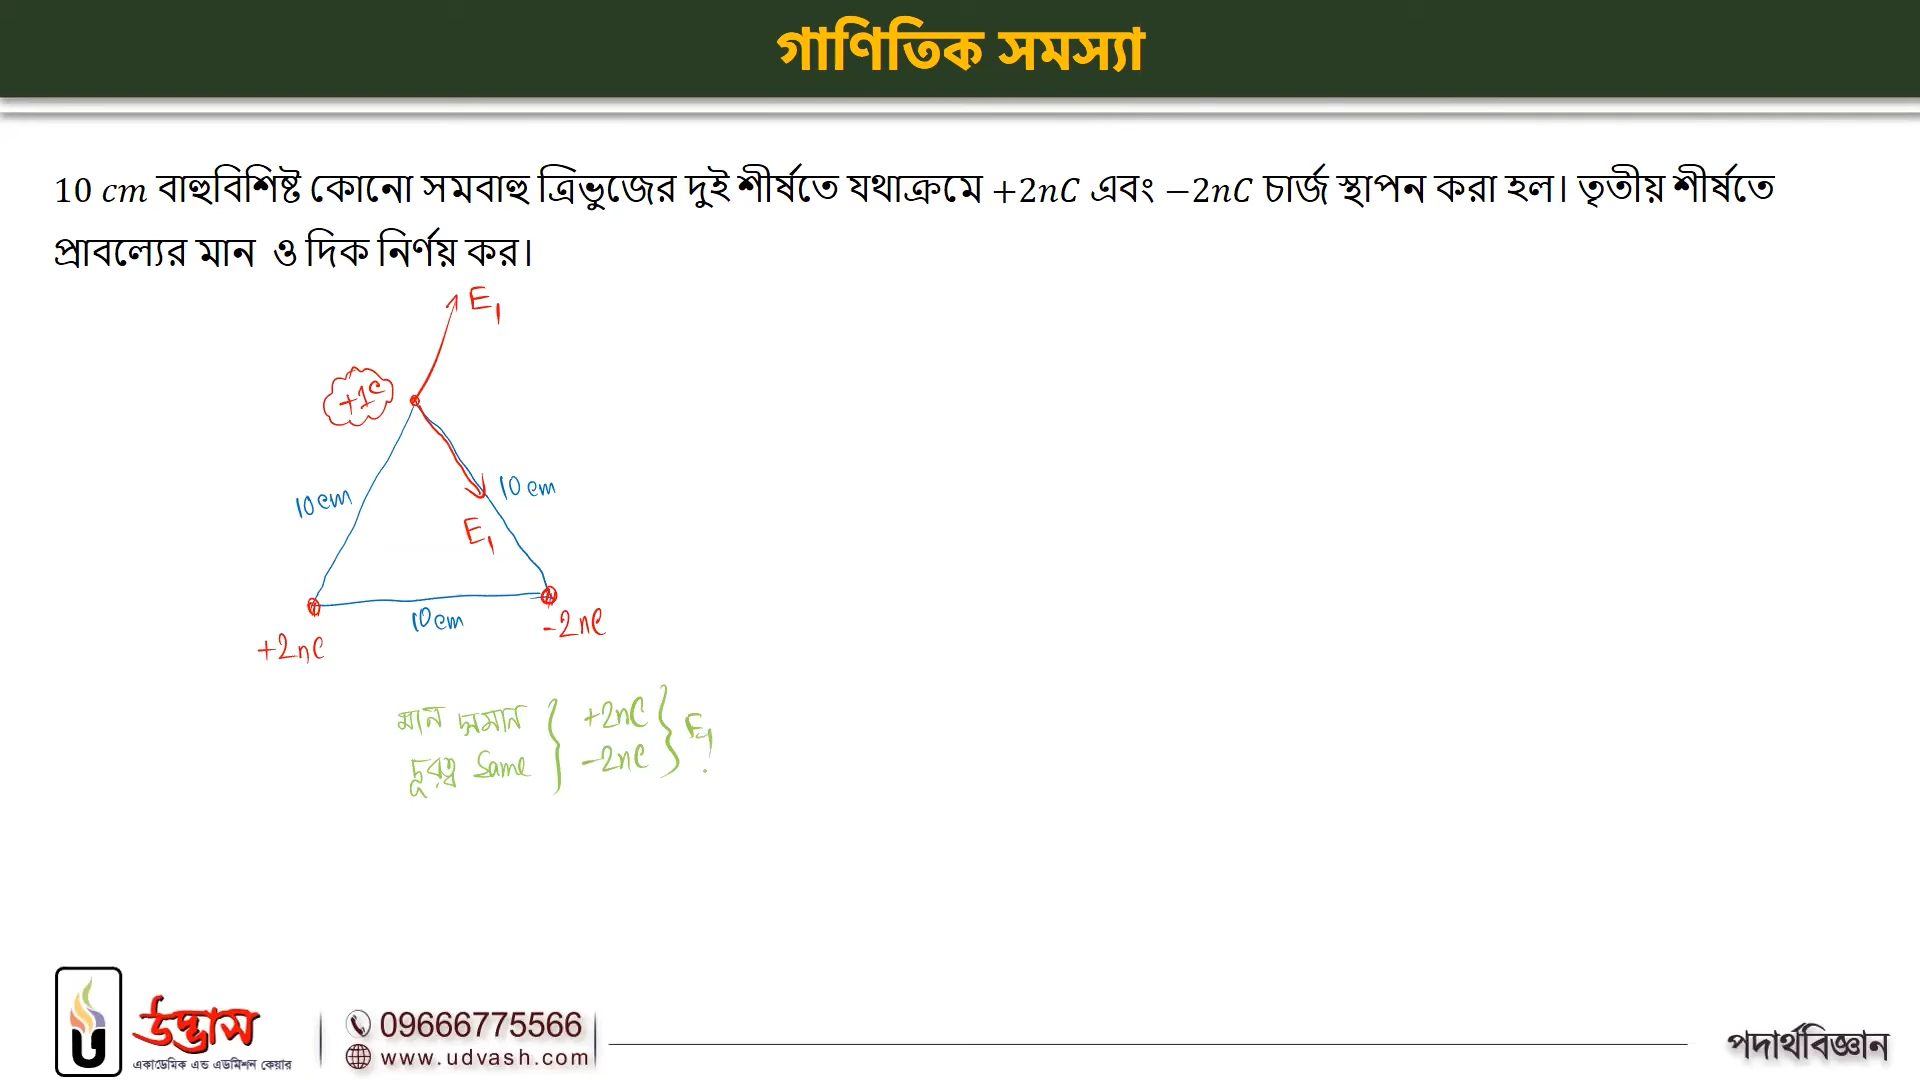 গাণিতিক সমস্যা
10 cm বাহুবিশিষ্ট কোনো সমবাহু ত্রিভুজের দুই শীর্ষতে যথাক্রমে +2nC এবং −2nC চার্জ স্থাপন করা হল। তৃতীয় শীর্ষতে
প্রাবল্যের মান ও দিক নির্ণয় কর।
E₁
+1C
10 cm
10 cm
E₁
10 cm
+2nC
-2nC
মান সমান } +2nC } E₁
দূরত্ব Same } -2nC }
U
উদ্ভাস
একাডেমিক এন্ড এডমিশন কেয়ার
09666775566
www.udvash.com
পদার্থবিজ্ঞান